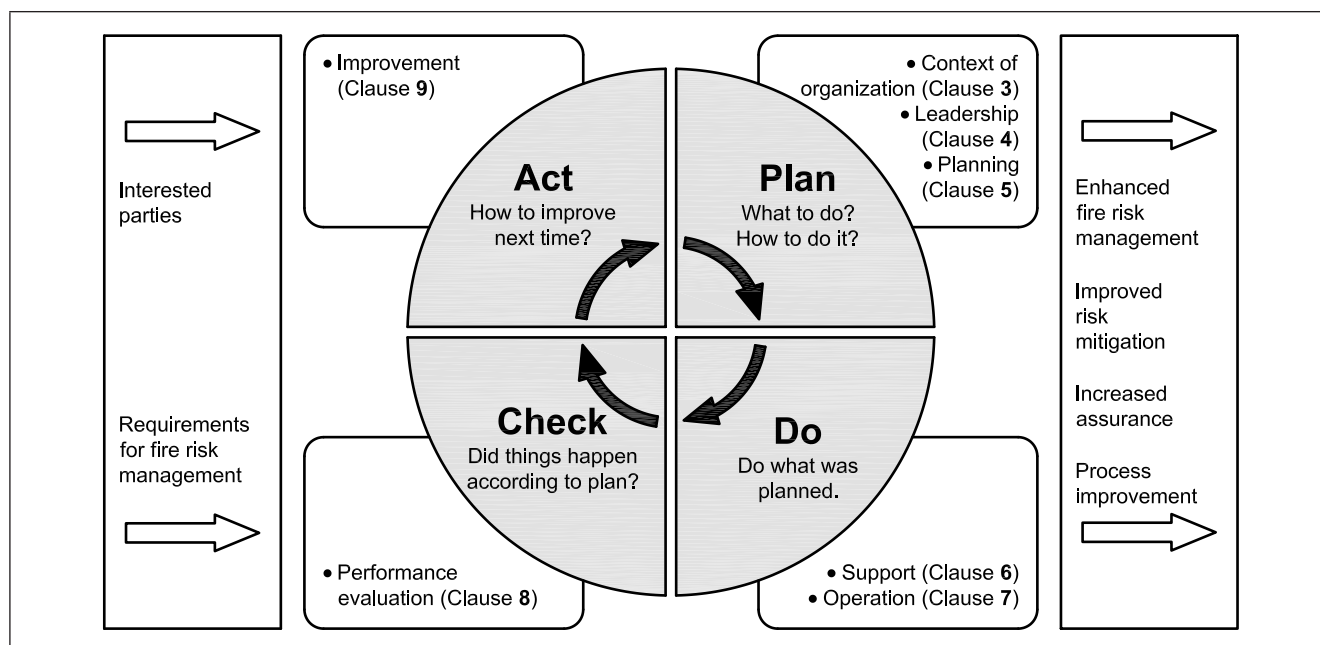 Interested
parties
Requirements
for fire risk
management
• Improvement
(Clause 9)
Act
How to improve
next time?
• Context of
organization (Clause 3)
• Leadership
(Clause 4)
• Planning
(Clause 5)
Plan
What to do?
How to do it?
Check
Did things happen
according to plan?
• Performance
evaluation (Clause 8)
Do
Do what was
planned.
• Support (Clause 6)
• Operation (Clause 7)
Enhanced
fire risk
management
Improved
risk
mitigation
Increased
assurance
Process
improvement